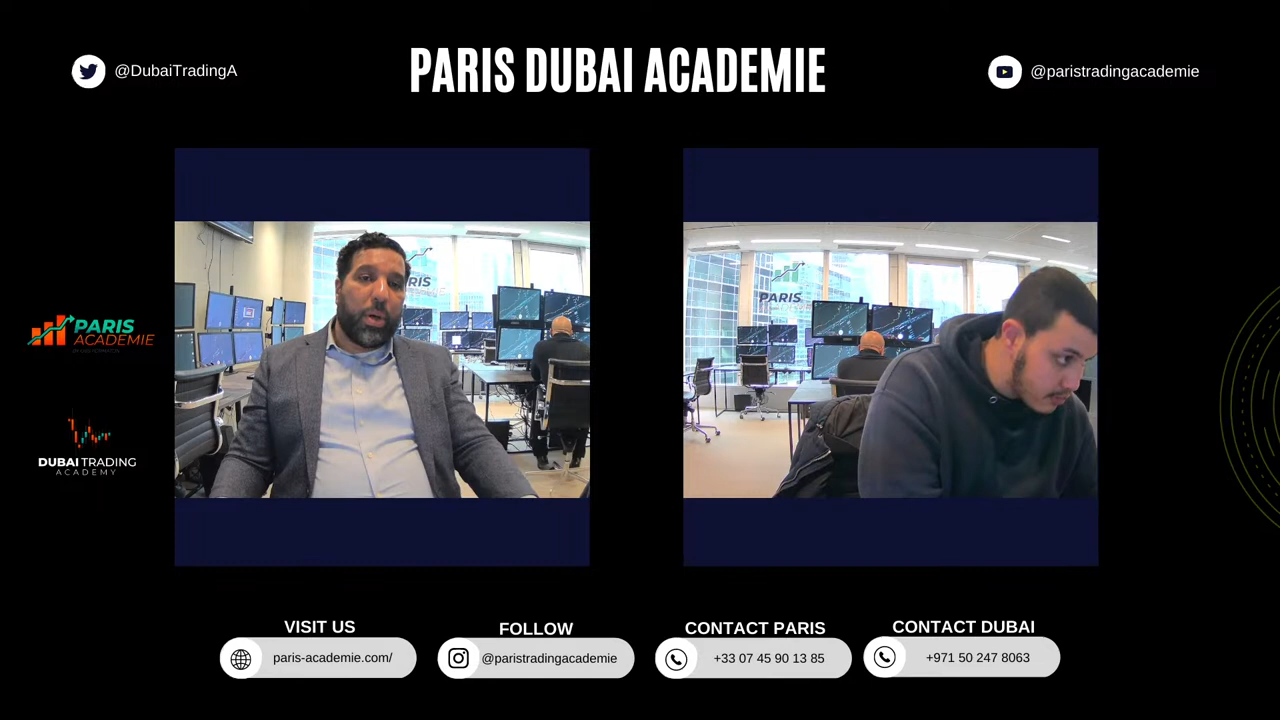 @DubaiTradingA
PARIS DUBAI ACADEMIE
@paristradingacademie
PARIS
ACADEMIE
DUBAI TRADING
ACADEMY
PARIS
VISIT US
paris-academie.com/
FOLLOW
@paristradingacademie
CONTACT PARIS
+33 07 45 90 13 85
CONTACT DUBAI
+971 50 247 8063